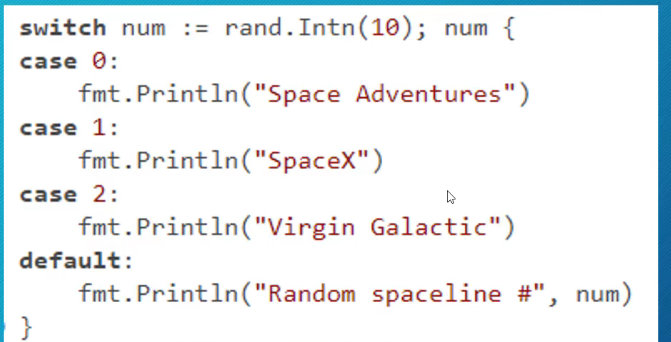 switch num := rand.Intn(10); num {
case 0:
    fmt.Println("Space Adventures")
case 1:
    fmt.Println("SpaceX")
case 2:
    fmt.Println("Virgin Galactic")
default:
    fmt.Println("Random spaceline #", num)
}